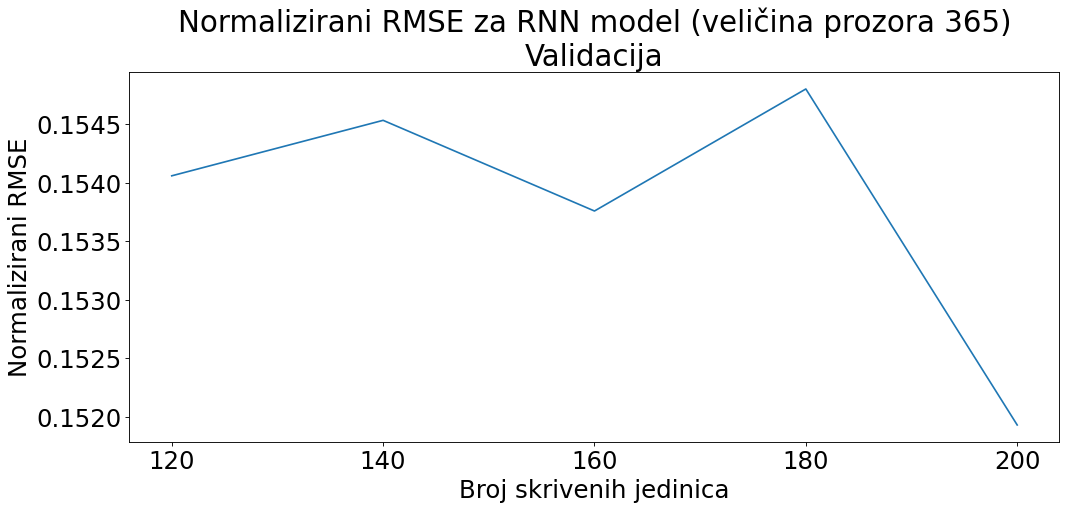 Normalizirani RMSE za RNN model (veličina prozora 365)
Validacija
Normalizirani RMSE
0.1545
0.1540
0.1535
0.1530
0.1525
0.1520
120 140 160 180 200
Broj skrivenih jedinica